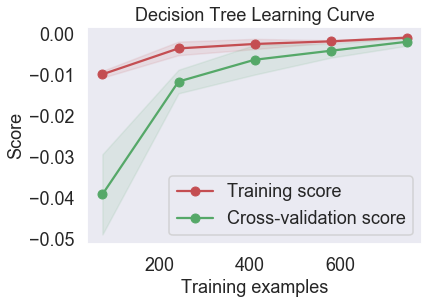 Decision Tree Learning Curve
Score
0.00
−0.01
−0.02
−0.03
−0.04
−0.05
Training score
Cross-validation score
200 400 600
Training examples